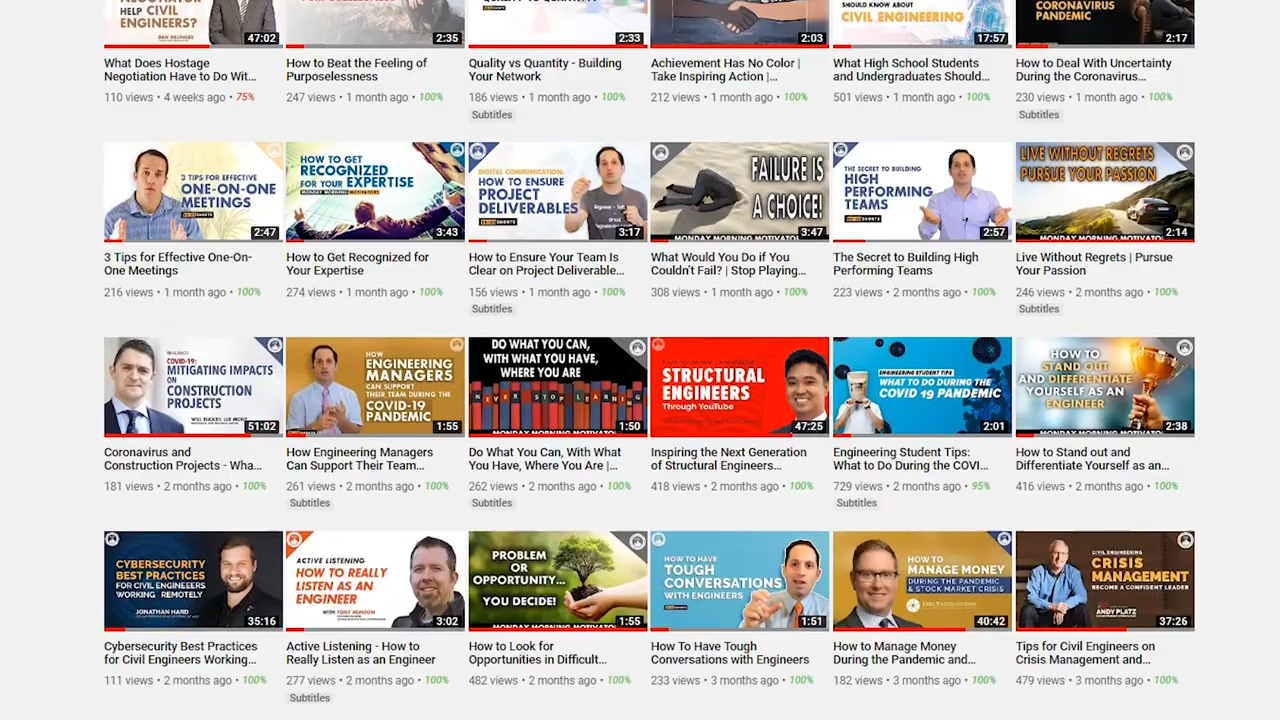 HELP CIVIL
ENGINEERS?
47:02
2:35
2:33
2:03
SHOULD KNOW ABOUT
CIVIL ENGINEERING
17:57
CORONAVIRUS
PANDEMIC
2:17
What Does Hostage
Negotiation Have to Do Wit...
110 views • 4 weeks ago • 75%
How to Beat the Feeling of
Purposelessness
247 views • 1 month ago • 100%
Quality vs Quantity - Building
Your Network
186 views • 1 month ago • 100%
Subtitles
Achievement Has No Color |
Take Inspiring Action |...
212 views • 1 month ago • 100%
What High School Students
and Undergraduates Should...
501 views • 1 month ago • 100%
How to Deal With Uncertainty
During the Coronavirus...
230 views • 1 month ago • 100%
Subtitles
3 TIPS FOR EFFECTIVE
ONE-ON-ONE
MEETINGS
2:47
HOW TO GET
RECOGNIZED
FOR YOUR EXPERTISE
MONDAY MORNING MOTIVATORS
3:43
DIGITAL COMMUNICATION:
HOW TO ENSURE
PROJECT
DELIVERABLES
3:17
FAILURE IS
A CHOICE!
MONDAY MORNING MOTIVATO
3:47
THE SECRET TO BUILDING
HIGH
PERFORMING
TEAMS
2:57
LIVE WITHOUT REGRETS
PURSUE YOUR PASSION
MONDAY MORNING MOTIVATO
2:14
3 Tips for Effective One-On-
One Meetings
216 views • 1 month ago • 100%
How to Get Recognized for
Your Expertise
274 views • 1 month ago • 100%
How to Ensure Your Team Is
Clear on Project Deliverable...
156 views • 1 month ago • 100%
Subtitles
What Would You Do if You
Couldn't Fail? | Stop Playing...
308 views • 1 month ago • 100%
The Secret to Building High
Performing Teams
223 views • 2 months ago • 100%
Live Without Regrets | Pursue
Your Passion
246 views • 2 months ago • 100%
Subtitles
COVID-19:
MITIGATING IMPACTS
ON
CONSTRUCTION
PROJECTS
51:02
HOW
ENGINEERING
MANAGERS
CAN SUPPORT
THEIR TEAM DURING THE
COVID-19
PANDEMIC
1:55
DO WHAT YOU CAN,
WITH WHAT YOU HAVE,
WHERE YOU ARE
NEVER STOP LEARNING
MONDAY MORNING MOTIVATO
1:50
STRUCTURAL
ENGINEERS
Through YouTube
47:25
ENGINEERING STUDENT TIPS
WHAT TO DO DURING THE
COVID 19 PANDEMIC
2:01
HOW TO
STAND OUT
AND DIFFERENTIATE
YOURSELF AS AN
ENGINEER
MONDAY MORNING MOTIVATO
2:38
Coronavirus and
Construction Projects - Wha...
181 views • 2 months ago • 100%
How Engineering Managers
Can Support Their Team...
261 views • 2 months ago • 100%
Subtitles
Do What You Can, With What
You Have, Where You Are |...
262 views • 2 months ago • 100%
Subtitles
Inspiring the Next Generation
of Structural Engineers...
418 views • 2 months ago • 100%
Engineering Student Tips:
What to Do During the COVI...
729 views • 2 months ago • 95%
Subtitles
How to Stand out and
Differentiate Yourself as an...
416 views • 2 months ago • 100%
CYBERSECURITY
BEST PRACTICES
FOR CIVIL ENGINEERS
WORKING REMOTELY
JONATHAN HARD
ACTIVE LISTENING
HOW TO REALLY
LISTEN AS AN
ENGINEER
3:02
PROBLEM
OR
OPPORTUNITY...
YOU DECIDE!
MONDAY MORNING MOTIVATO
1:55
HOW TO HAVE
TOUGH
CONVERSATIONS
WITH ENGINEERS
1:51
HOW TO
MANAGE MONEY
DURING THE PANDEMIC
& STOCK MARKET CRISIS
40:42
CIVIL ENGINEERING
CRISIS
MANAGEMENT
BECOME A CONFIDENT LEADER
ANDY PLATZ
37:26
Cybersecurity Best Practices
for Civil Engineers Working...
111 views • 2 months ago • 100%
Active Listening - How to
Really Listen as an Engineer
277 views • 2 months ago • 100%
Subtitles
How to Look for
Opportunities in Difficult...
482 views • 2 months ago • 100%
How To Have Tough
Conversations with Engineers
233 views • 3 months ago • 100%
How to Manage Money
During the Pandemic and...
182 views • 3 months ago • 100%
Tips for Civil Engineers on
Crisis Management and...
479 views • 3 months ago • 100%